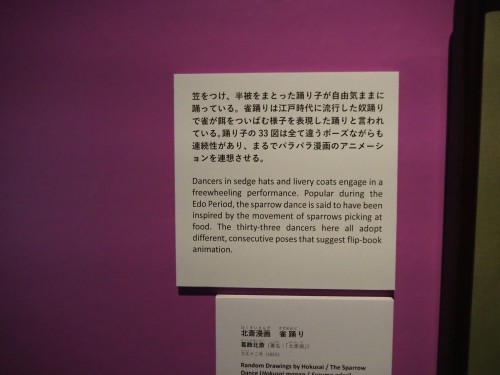 笠をつけ、半被をまとった踊り子が自由気ままに
踊っている。雀踊りは江戸時代に流行した奴踊り
で雀が餌をついばむ様子を表現した踊りと言われ
ている。踊り子の 33 図は全て違うポーズながらも
連続性があり、まるでパラパラ漫画のアニメーシ
ョンを連想させる。
Dancers in sedge hats and livery coats engage in a
freewheeling performance. Popular during the
Edo Period, the sparrow dance is said to have been
inspired by the movement of sparrows picking at
food. The thirty-three dancers here all adopt
different, consecutive poses that suggest flip-book
animation.
北斎漫画 雀踊り
葛飾北斎
Random Drawings by Hokusai / The Sparrow
Dance (Hokusai manga / Suzume odori)